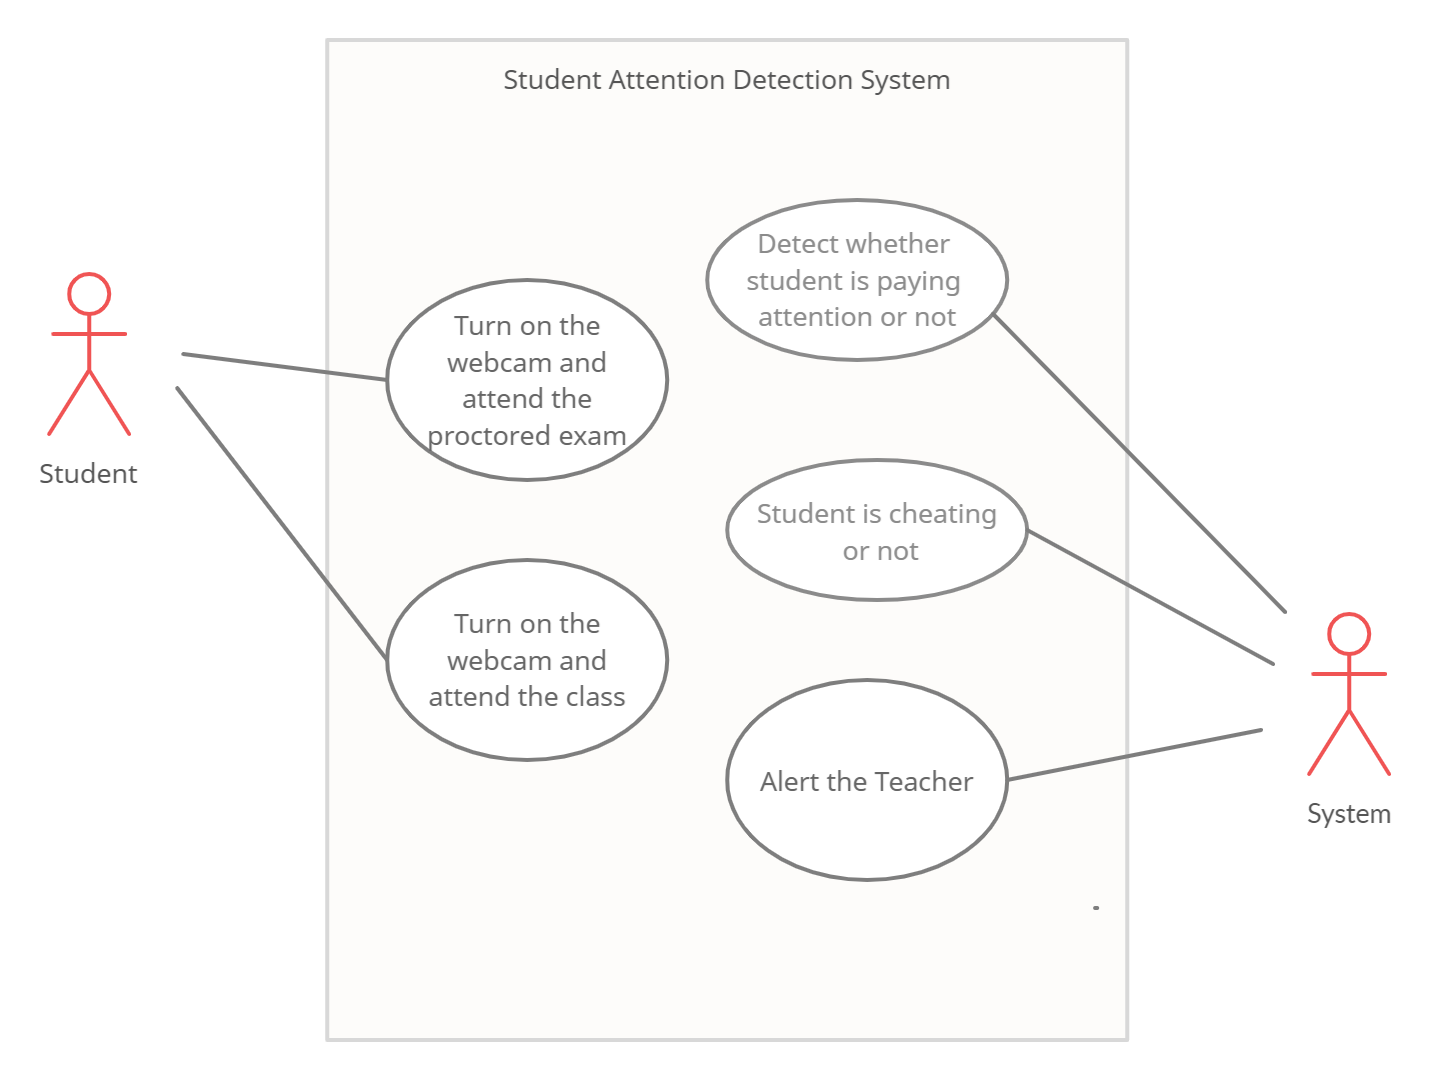 Student Attention Detection System
Detect whether
student is paying
attention or not
Turn on the
webcam and
attend the
proctored exam
Student
Student is cheating
or not
Turn on the
webcam and
attend the class
Alert the Teacher
System